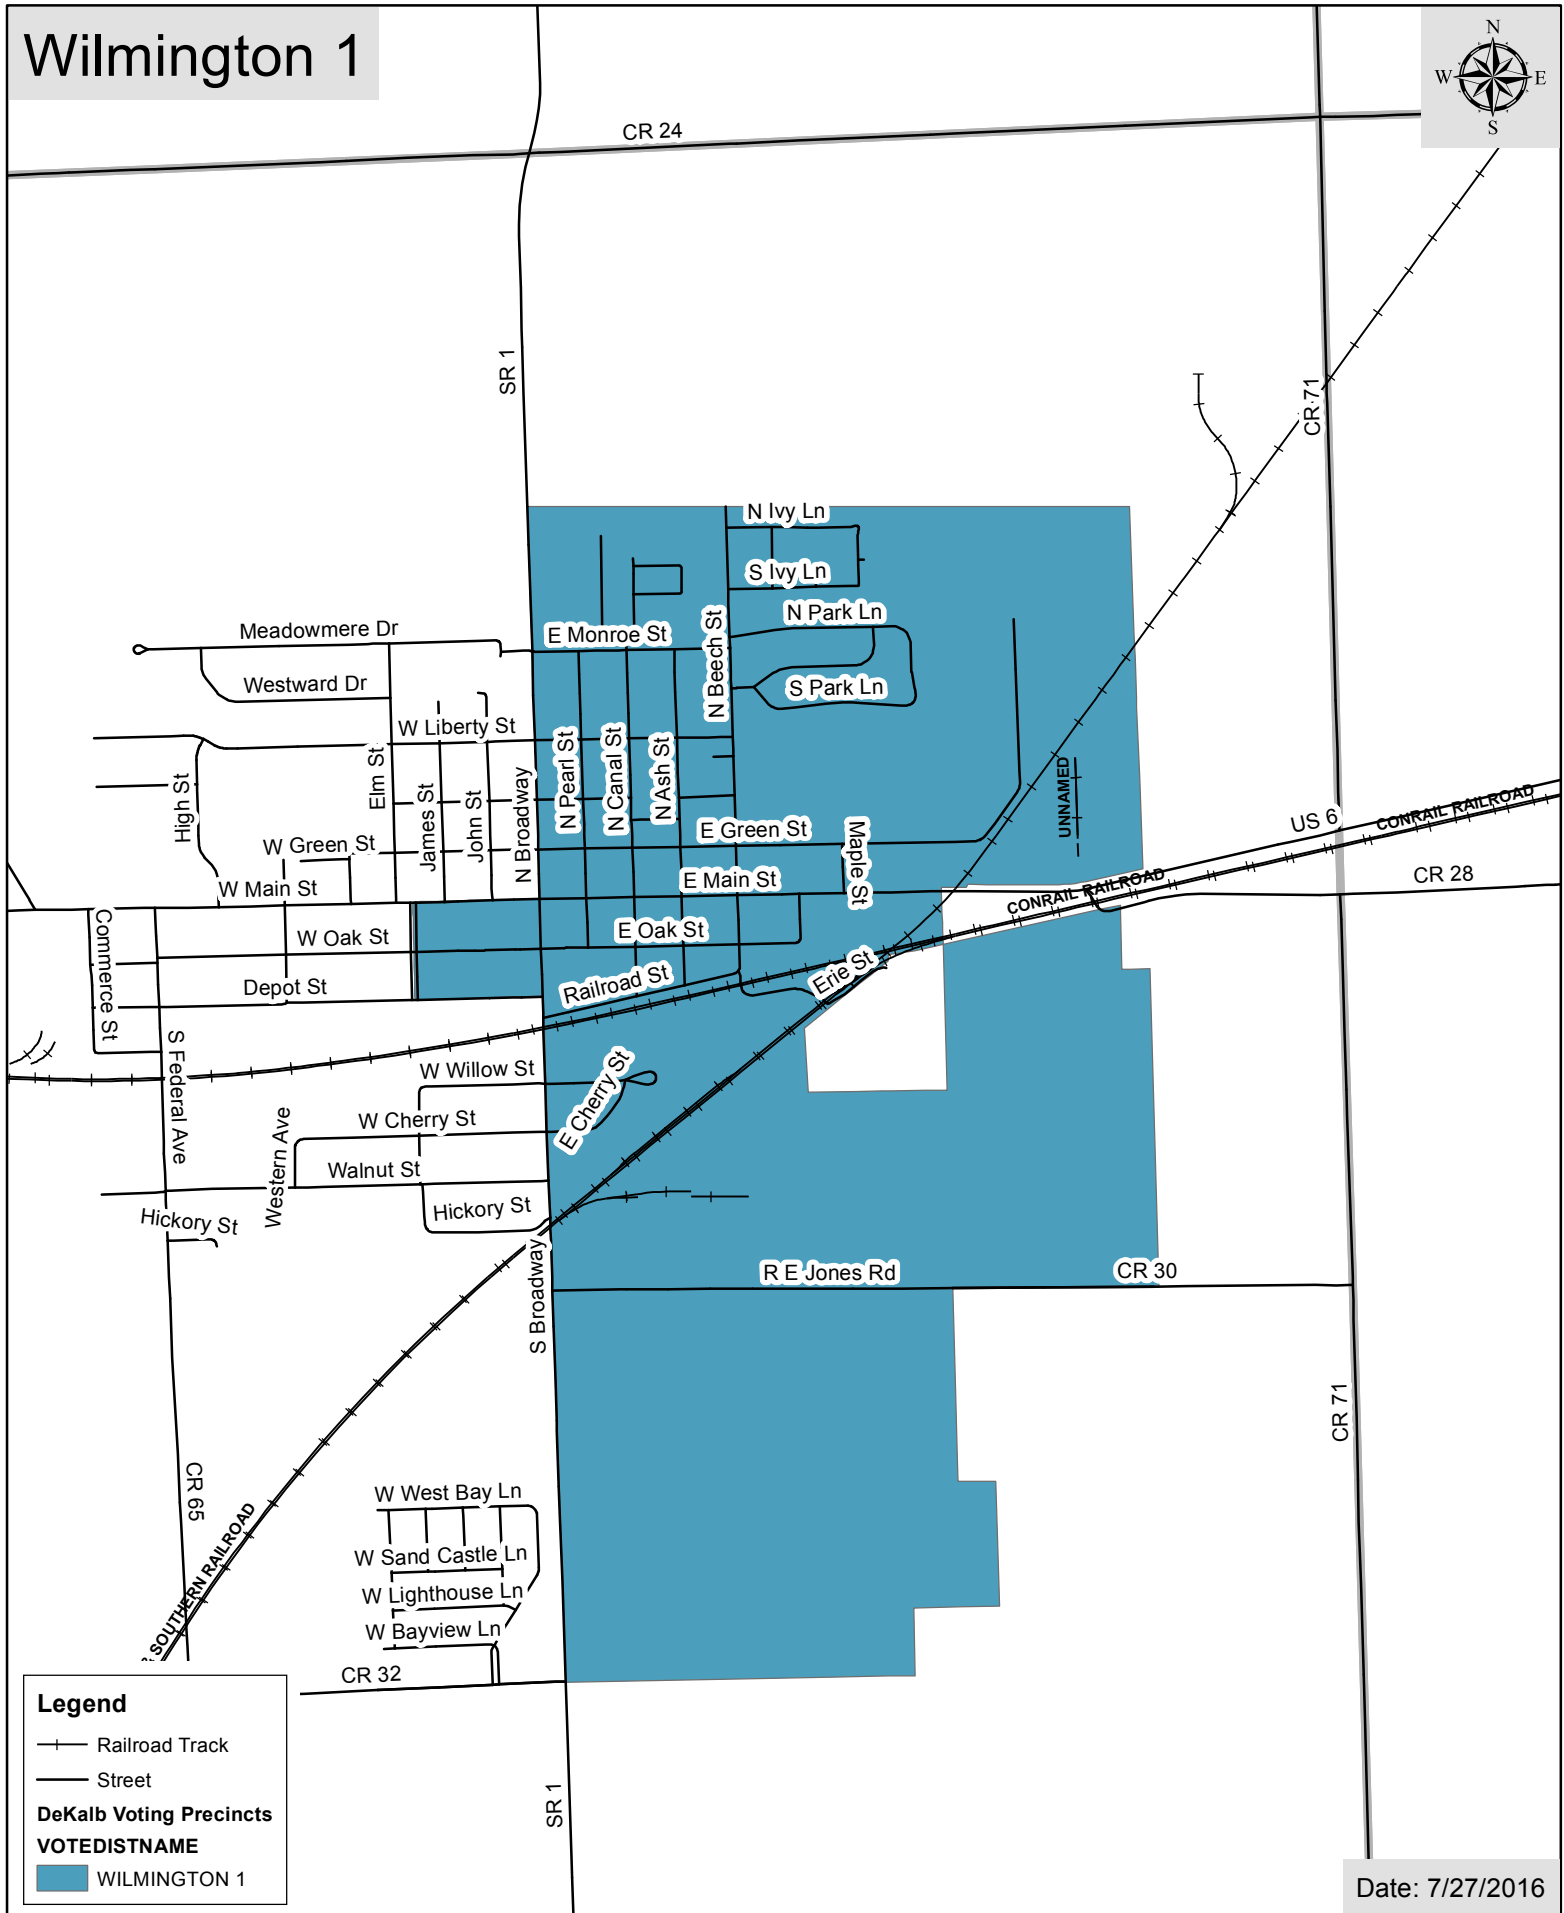 Wilmington 1
N
W
E
S
CR 24
SR 1
CR 71
N Ivy Ln
S Ivy Ln
N Park Ln
Meadowmere Dr
E Monroe St
N Beech St
Westward Dr
S Park Ln
W Liberty St
N Pearl St
N Canal St
N Ash St
Elm St
High St
James St
John St
N Broadway
UNNAMED
CONRAIL RAILROAD
US 6
E Green St
Maple St
W Green St
W Main St
E Main St
CONRAIL RAILROAD
CR 28
Commerce St
W Oak St
E Oak St
Depot St
Railroad St
Erie St
S Federal Ave
W Willow St
E Cherry St
W Cherry St
Western Ave
Walnut St
Hickory St
Hickory St
S Broadway
R E Jones Rd
CR 30
CR 71
CR 65
W West Bay Ln
SOUTHERN RAILROAD
W Sand Castle Ln
W Lighthouse Ln
W Bayview Ln
CR 32
SR 1
Legend
Railroad Track
Street
DeKalb Voting Precincts
VOTEDISTNAME
WILMINGTON 1
Date: 7/27/2016